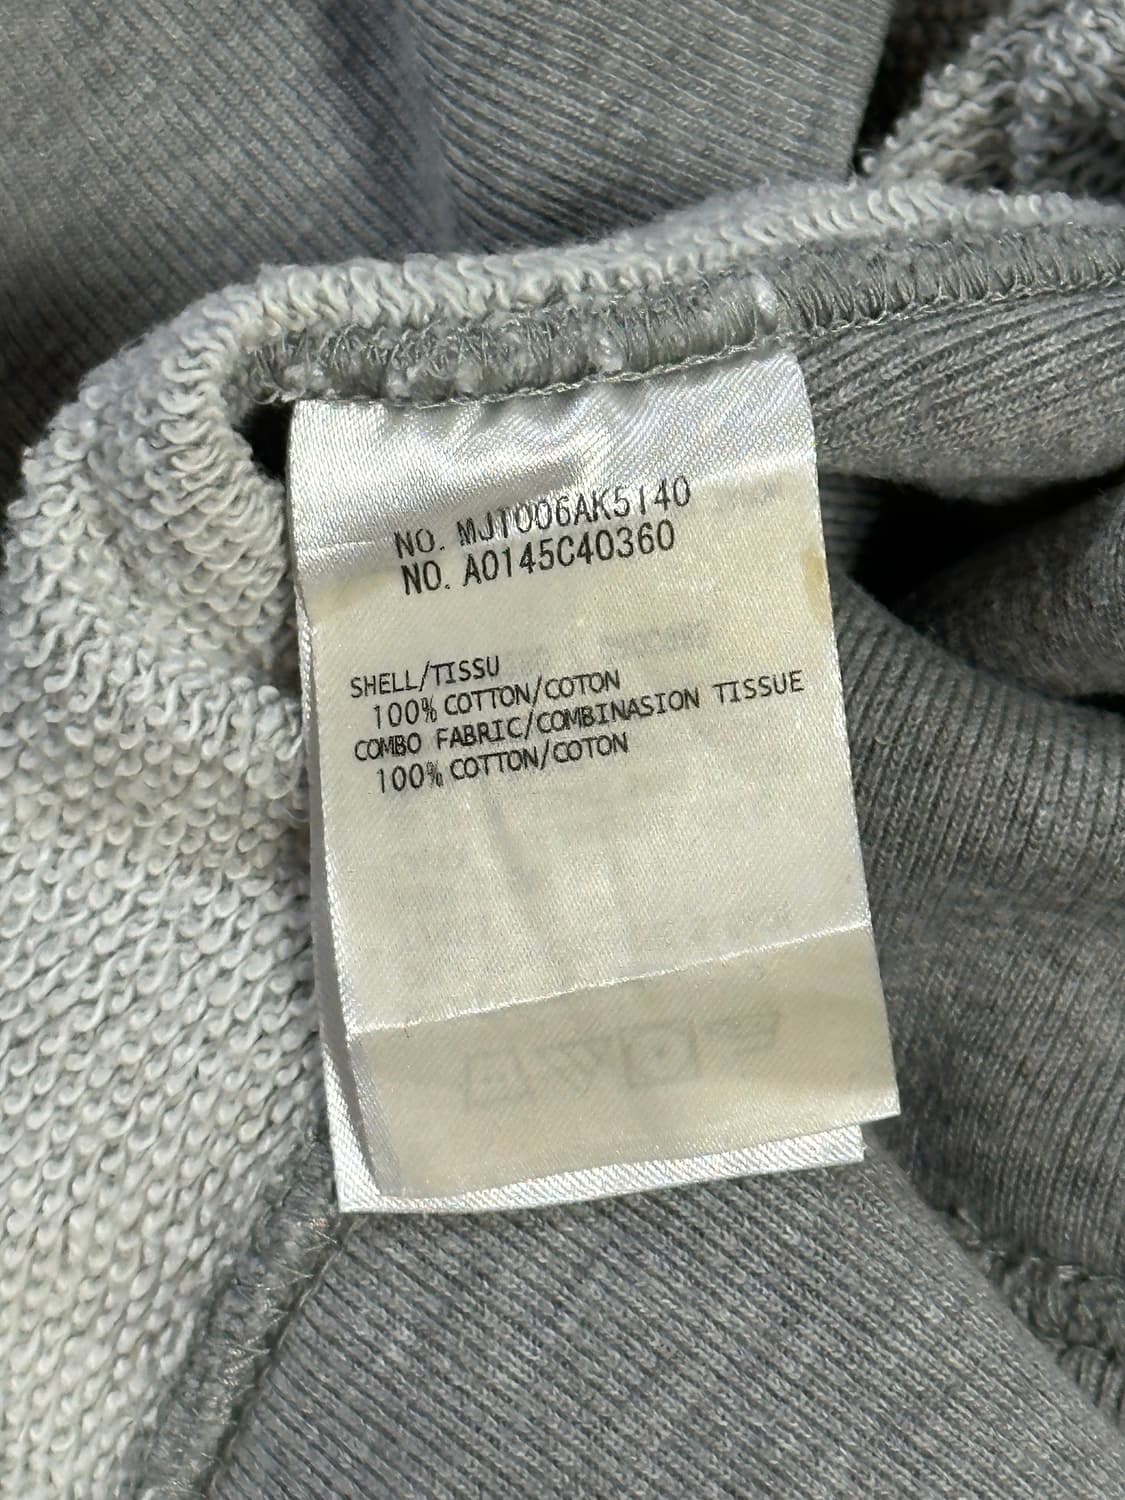 NO. MJT006AK5140
NO. A0145C40360
SHELL/TISSU
100% COTTON/COTON
COMBO FABRIC/COMBINASION TISSUE
100% COTTON/COTON